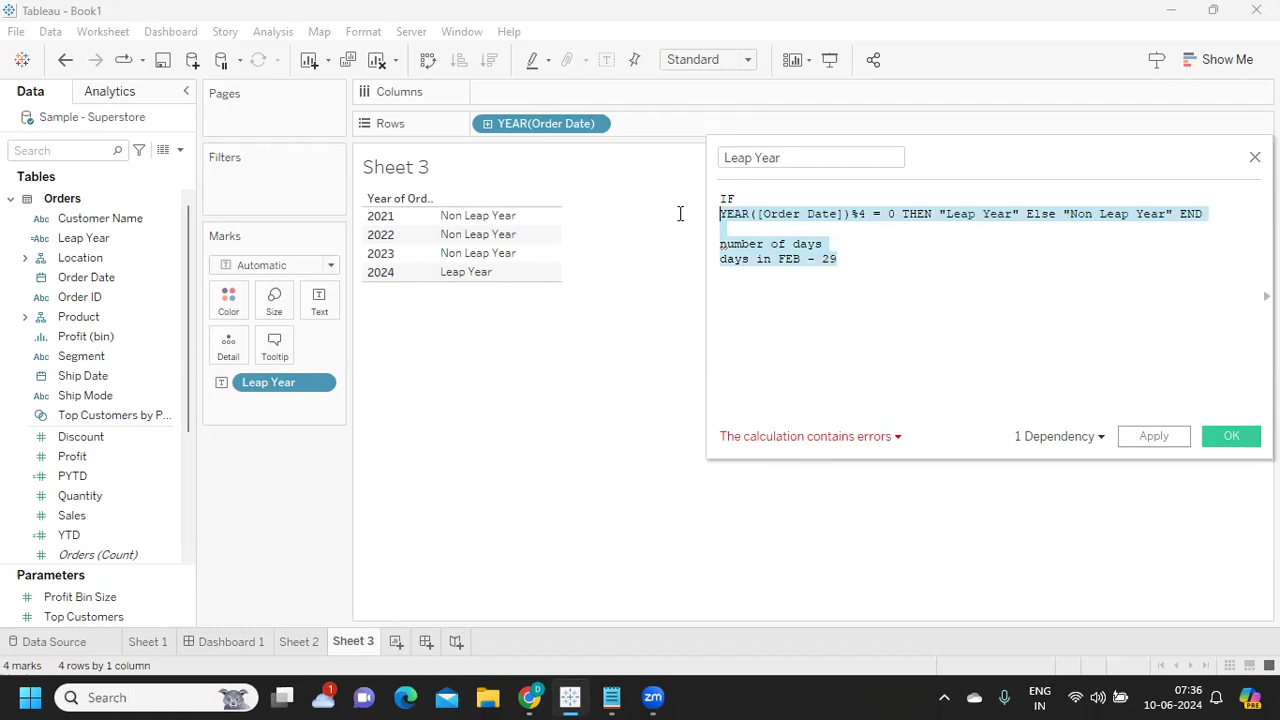 Tableau - Book1
File Data Worksheet Dashboard Story Analysis Map Format Server Window Help
Standard
Show Me
Data Analytics
Pages
Columns
Sample - Superstore
Rows
YEAR(Order Date)
Search
Filters
Leap Year
Sheet 3
Tables
Orders
Year of Ord..
IF
Customer Name
2021 Non Leap Year
YEAR([Order Date])%4 = 0 THEN "Leap Year" Else "Non Leap Year" END
Leap Year
Marks
2022 Non Leap Year
number of days
Location
2023 Non Leap Year
days in FEB - 29
Automatic
2024 Leap Year
Order Date
Order ID
Product
Color Size Text
Profit (bin)
Segment
Detail Tooltip
Ship Date
Leap Year
Ship Mode
Top Customers by P...
Discount
The calculation contains errors
1 Dependency
Apply
OK
Profit
PYTD
Quantity
Sales
YTD
Orders (Count)
Parameters
Profit Bin Size
Top Customers
Data Source Sheet 1 Dashboard 1 Sheet 2 Sheet 3
4 marks 4 rows by 1 column
Search
1
D
zm
ENG
IN
07:36
10-06-2024
PRE